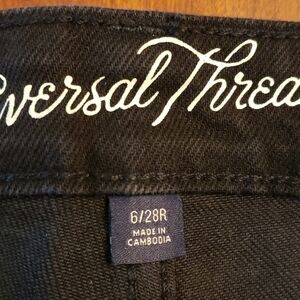 versal Threa
6/28R
MADE IN
CAMBODIA